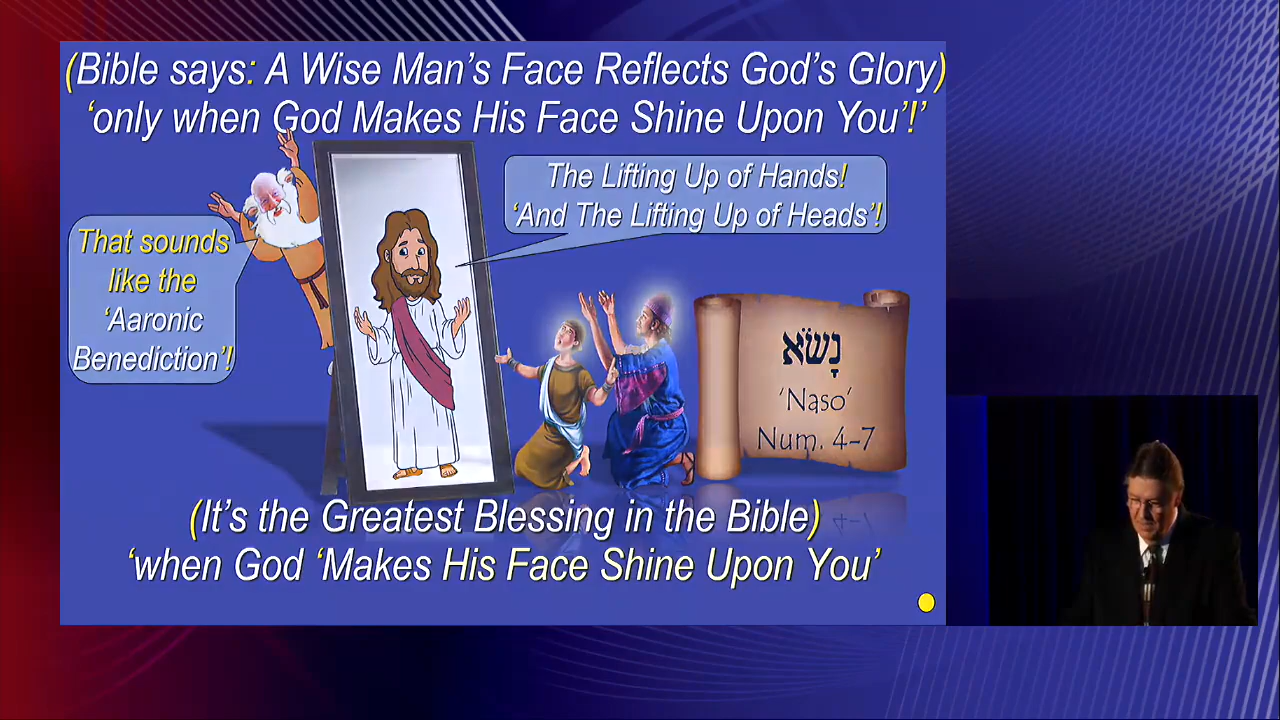 (Bible says: A Wise Man's Face Reflects God's Glory)
‘only when God Makes His Face Shine Upon You’!’
The Lifting Up of Hands!
‘And The Lifting Up of Heads’!
That sounds
like the
‘Aaronic
Benediction’!
נָשֹׂא
‘Naso’
Num. 4-7
(It's the Greatest Blessing in the Bible)
‘when God ‘Makes His Face Shine Upon You’